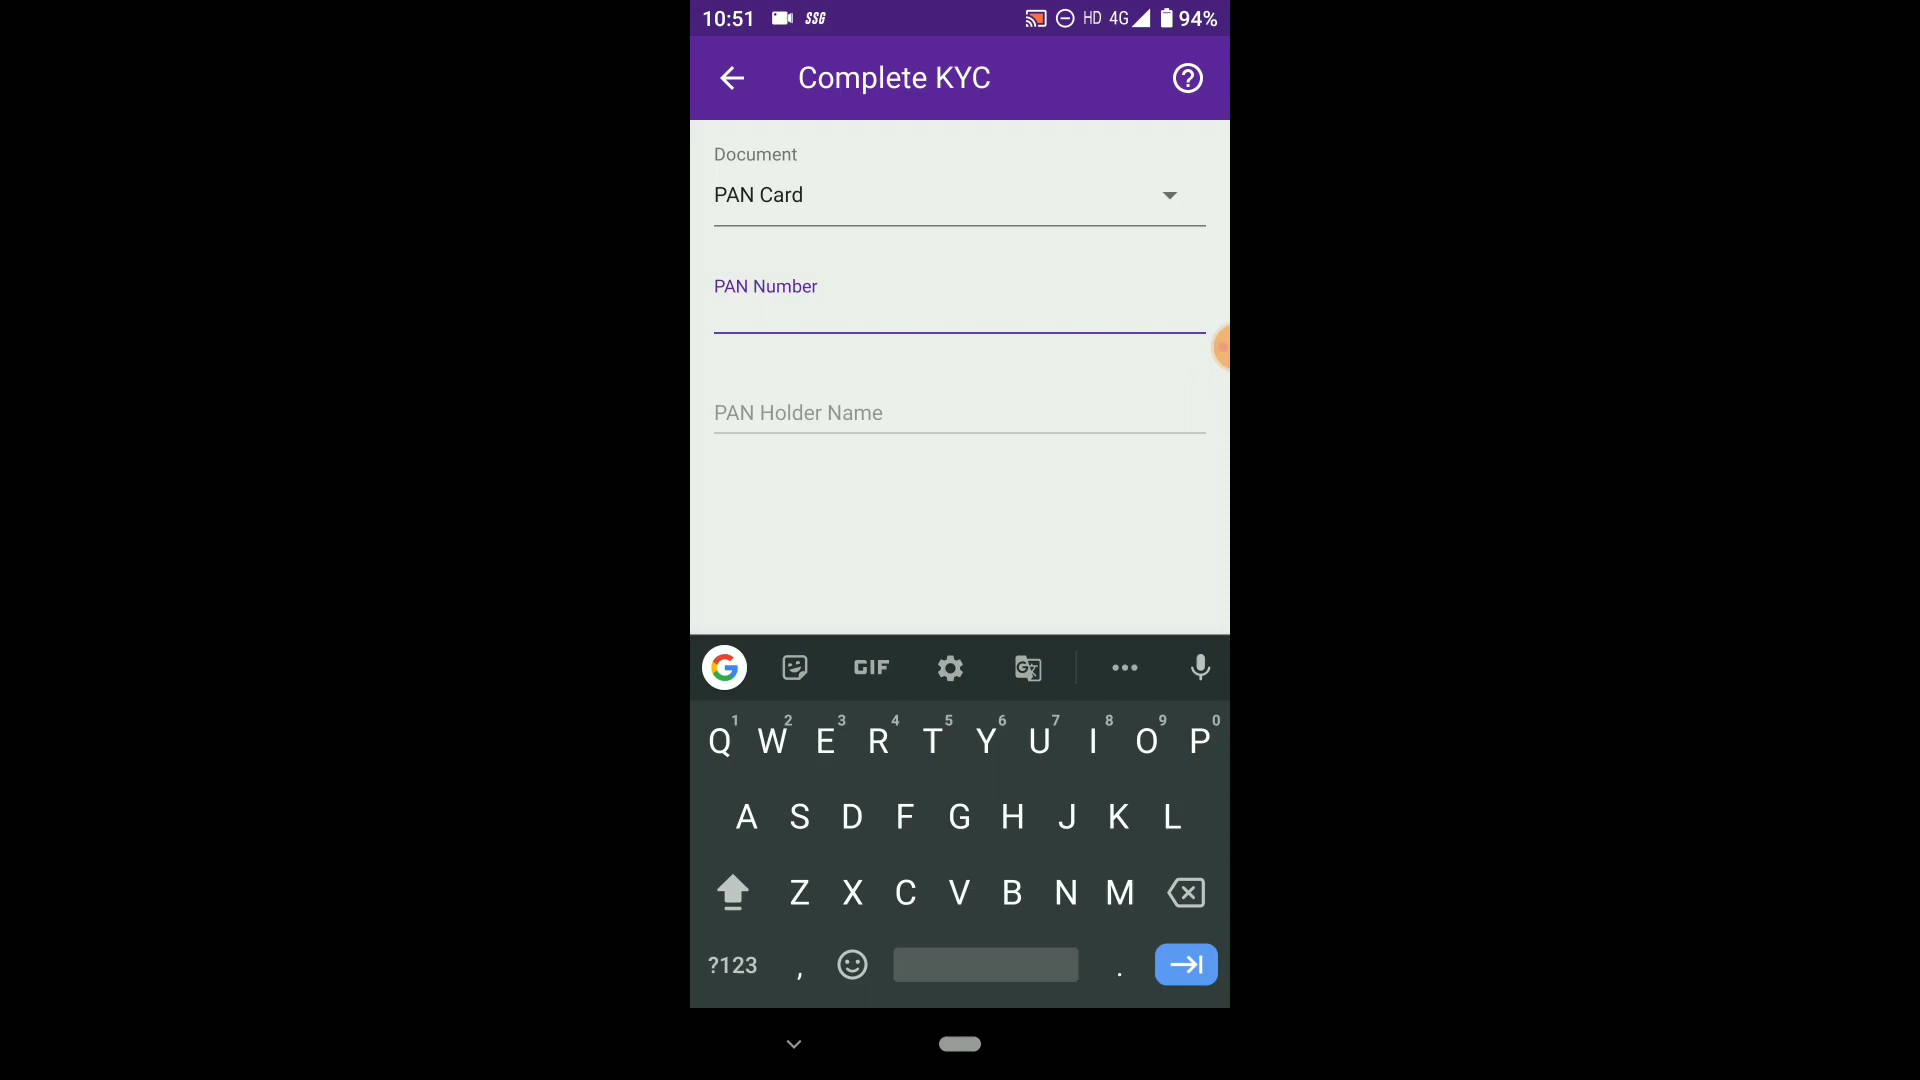 10:51 SSG HD 4G 94%
Complete KYC
Document
PAN Card
PAN Number
PAN Holder Name
G GIF G
Q 1 W 2 E 3 R 4 T 5 Y 6 U 7 I 8 O 9 P 0
A S D F G H J K L
Z X C V B N M
?123 , .